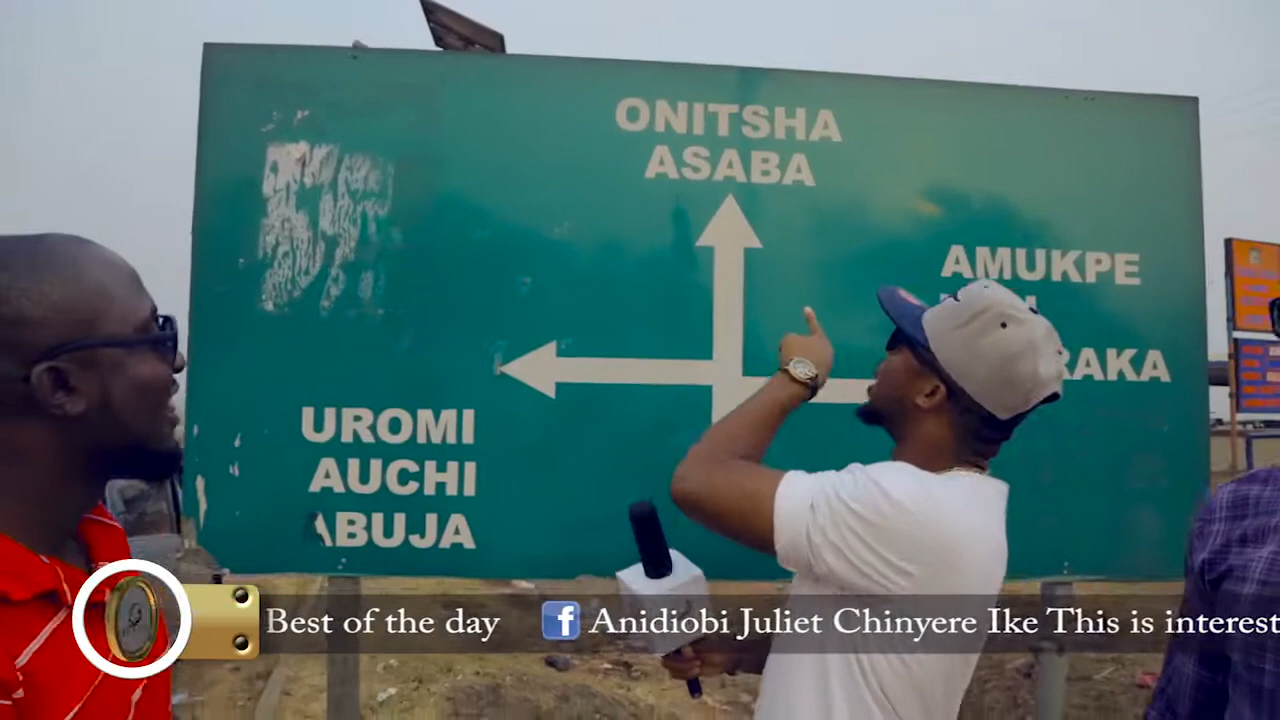 ONITSHA
ASABA
AMUKPE
RAKA
UROMI
AUCHI
ABUJA
Best of the day
Anidiobi Juliet Chinyere Ike This is interest